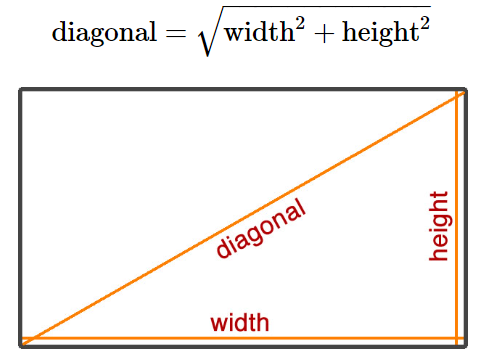 diagonal = √width² + height²
diagonal
height
width